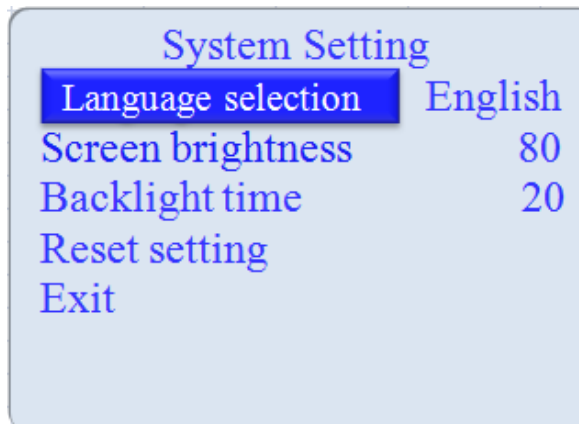 System Setting
Language selection English
Screen brightness 80
Backlight time 20
Reset setting
Exit